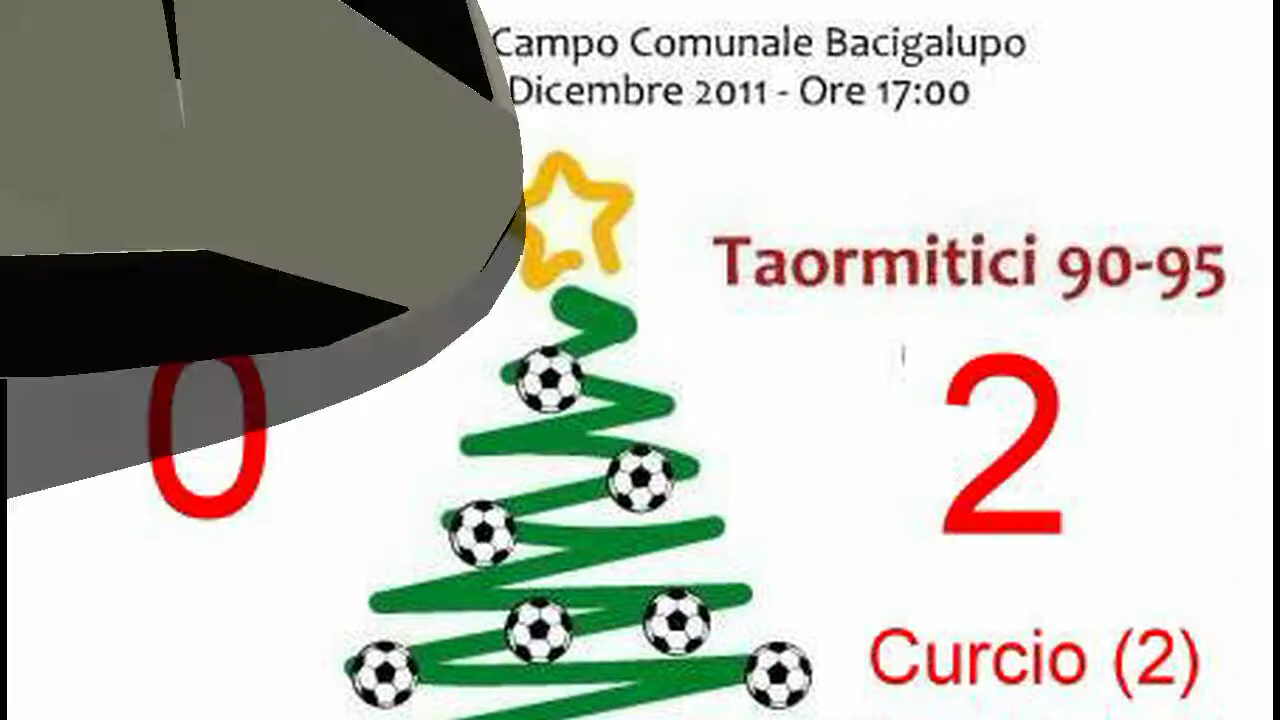 Campo Comunale Bacigalupo
Dicembre 2011 - Ore 17:00
Taormitici 90-95
0
2
Curcio (2)